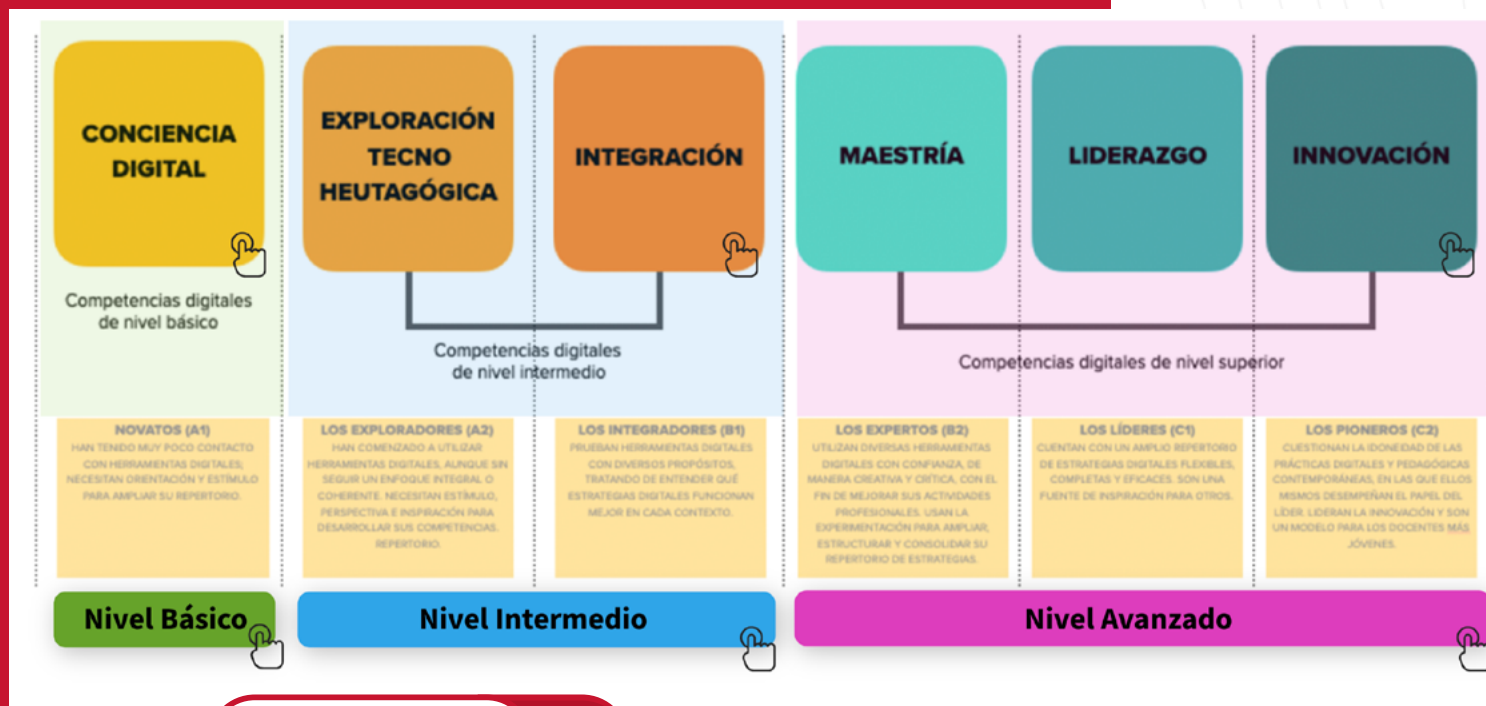 CONCIENCIA
DIGITAL
EXPLORACIÓN
TECNO
HEUTAGÓGICA
INTEGRACIÓN
MAESTRÍA
LIDERAZGO
INNOVACIÓN
Competencias digitales
de nivel básico
Competencias digitales
de nivel intermedio
Competencias digitales de nivel superior
NOVATOS (A1)
HAN TENIDO MUY POCO CONTACTO
CON HERRAMIENTAS DIGITALES;
NECESITAN ORIENTACIÓN Y ESTÍMULO
PARA AMPLIAR SU REPERTORIO.
LOS EXPLORADORES (A2)
HAN COMENZADO A UTILIZAR
HERRAMIENTAS DIGITALES, AUNQUE SIN
SEGUIR UN ENFOQUE INTEGRAL O
COHERENTE. NECESITAN ESTÍMULO,
PERSPECTIVA E INSPIRACIÓN PARA
DESARROLLAR SUS COMPETENCIAS.
REPERTORIO.
LOS INTEGRADORES (B1)
PRUEBAN HERRAMIENTAS DIGITALES
CON DIVERSOS PROPÓSITOS,
TRATANDO DE ENTENDER QUÉ
ESTRATEGIAS DIGITALES FUNCIONAN
MEJOR EN CADA CONTEXTO.
LOS EXPERTOS (B2)
UTILIZAN DIVERSAS HERRAMIENTAS
DIGITALES CON CONFIANZA, DE
MANERA CREATIVA Y CRÍTICA, CON EL
FIN DE MEJORAR SUS ACTIVIDADES
PROFESIONALES. USAN LA
EXPERIMENTACIÓN PARA AMPLIAR,
ESTRUCTURAR Y CONSOLIDAR SU
REPERTORIO DE ESTRATEGIAS.
LOS LÍDERES (C1)
CUENTAN CON UN AMPLIO REPERTORIO
DE ESTRATEGIAS DIGITALES FLEXIBLES,
COMPLETAS Y EFICACES. SON UNA
FUENTE DE INSPIRACIÓN PARA OTROS.
LOS PIONEROS (C2)
CUESTIONAN LA IDONEIDAD DE LAS
PRÁCTICAS DIGITALES Y PEDAGÓGICAS
CONTEMPORÁNEAS, EN LAS QUE ELLOS
MISMOS DESEMPEÑAN EL PAPEL DEL
LÍDER. LIDERAN LA INNOVACIÓN Y SON
UN MODELO PARA LOS DOCENTES MÁS
JÓVENES.
Nivel Básico
Nivel Intermedio
Nivel Avanzado